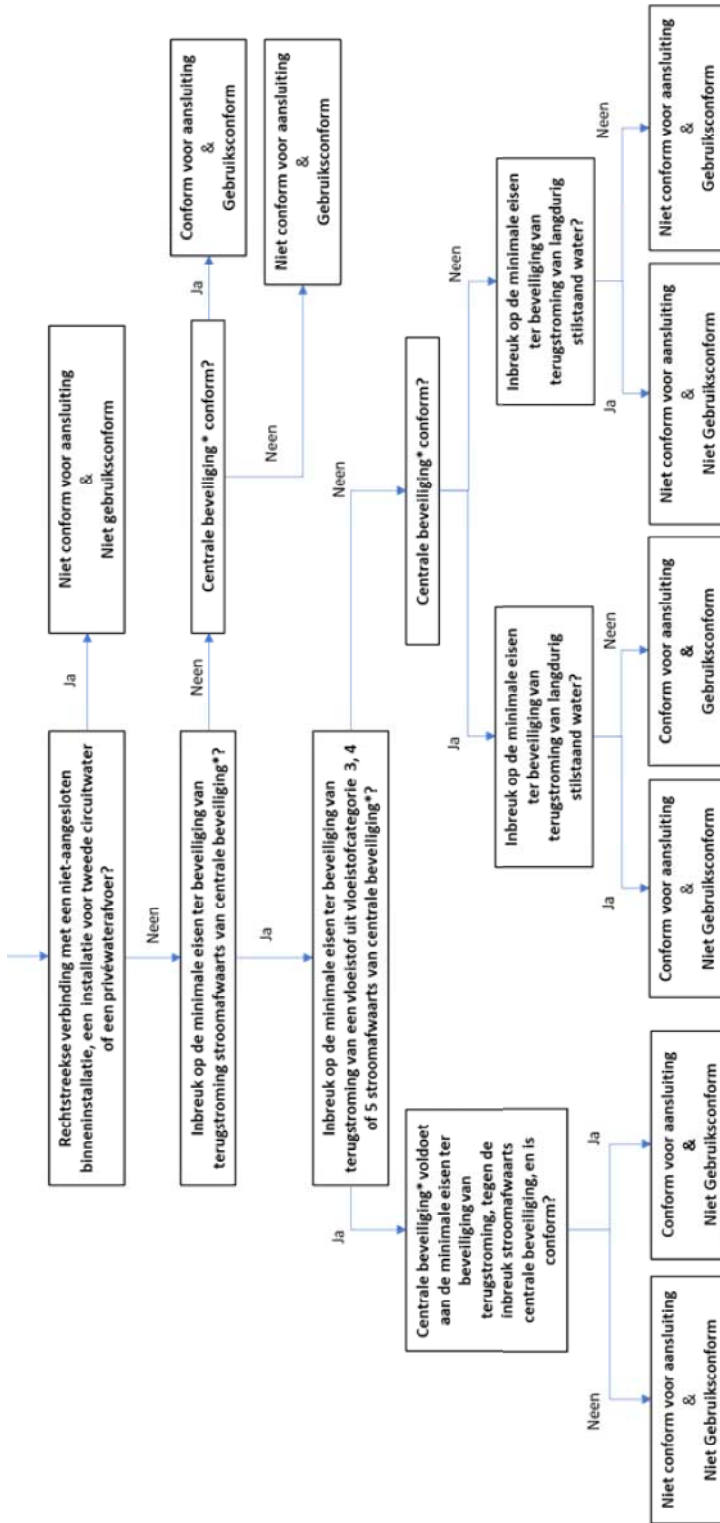 Rechtstreekse verbinding met een niet-aangesloten
binneninstallatie, een installatie voor tweede circuitwater
of een privéwaterafvoer?
Ja
Niet conform voor aansluiting
&
Niet gebruiksconform
Neen
Inbreuk op de minimale eisen ter beveiliging van
terugstroming stroomafwaarts van centrale beveiliging*?
Neen
Centrale beveiliging* conform?
Ja
Conform voor aansluiting
&
Gebruiksconform
Neen
Niet conform voor aansluiting
&
Gebruiksconform
Ja
Inbreuk op de minimale eisen ter beveiliging van
terugstroming van een vloeistof uit vloeistofcategorie 3, 4
of 5 stroomafwaarts van centrale beveiliging*?
Ja
Centrale beveiliging* voldoet
aan de minimale eisen ter
beveiliging van
terugstroming, tegen de
inbreuk stroomafwaarts
centrale beveiliging, en is
conform?
Neen
Niet conform voor aansluiting
&
Niet Gebruiksconform
Ja
Conform voor aansluiting
&
Niet Gebruiksconform
Neen
Centrale beveiliging* conform?
Ja
Inbreuk op de minimale eisen
ter beveiliging van
terugstroming van langdurig
stilstaand water?
Ja
Conform voor aansluiting
&
Niet Gebruiksconform
Neen
Conform voor aansluiting
&
Gebruiksconform
Neen
Inbreuk op de minimale eisen
ter beveiliging van
terugstroming van langdurig
stilstaand water?
Ja
Niet conform voor aansluiting
&
Niet Gebruiksconform
Neen
Niet conform voor aansluiting
&
Gebruiksconform